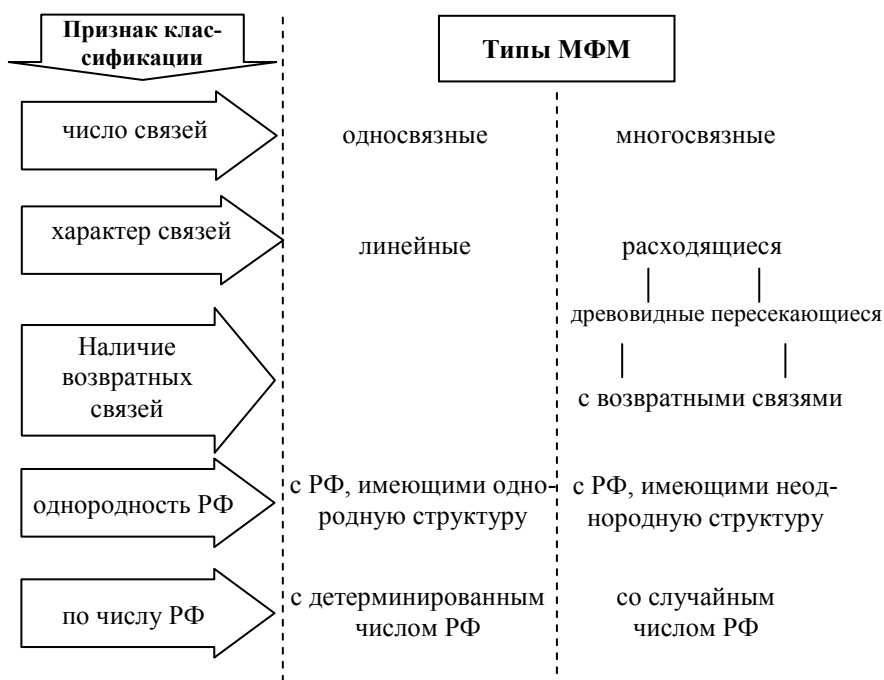 Признак клас-
сификации
Типы МФМ
число связей
односвязные
многосвязные
характер связей
линейные
расходящиеся
древовидные пересекающиеся
Наличие
возвратных
связей
с возвратными связями
однородность РФ
с РФ, имеющими одно-
родную структуру
с РФ, имеющими неод-
нородную структуру
по числу РФ
с детерминированным
числом РФ
со случайным
числом РФ